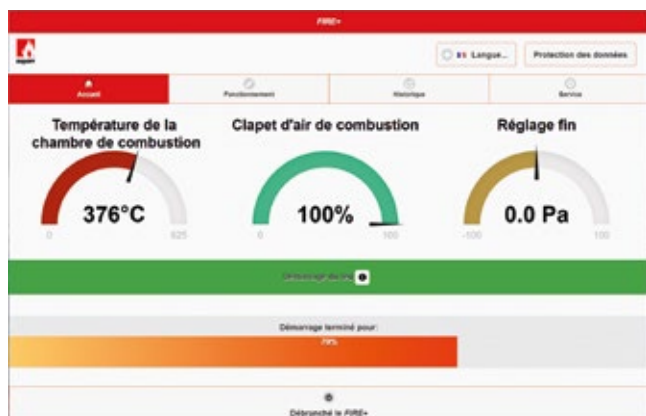 FIRE+
Langue...
Protection des données
Accueil
Fonctionnement
Historique
Service
Température de la
chambre de combustion
Clapet d'air de combustion
Réglage fin
376°C
0
625
100%
0
100
0.0 Pa
-100
100
Démarrage terminé pour:
70%
Débranché le FIRE+